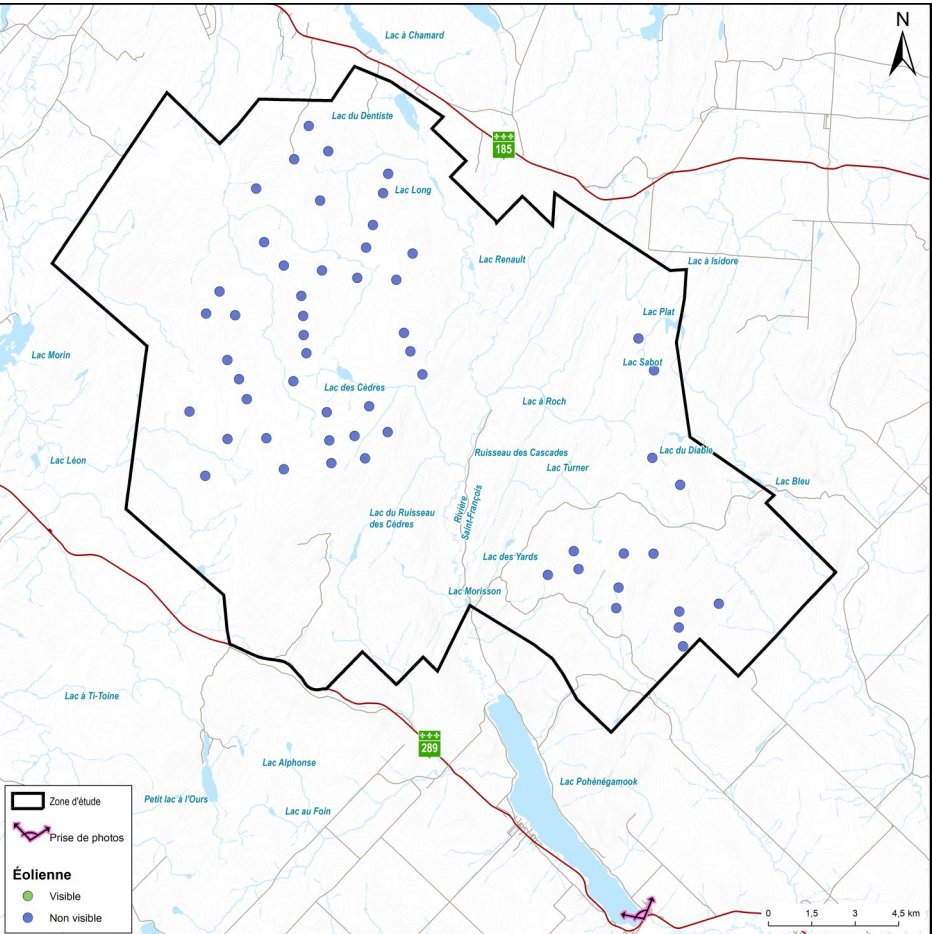 N
Lac à Chamard
Lac du Dentiste
185
Lac Long
Lac Renault
Lac à Isidore
Lac Plat
Lac Morin
Lac Sabot
Lac des Cèdres
Lac à Roch
Ruisseau des Cascades
Lac du Diable
Lac Léon
Lac Turner
Lac Bleu
Rivière
Saint-François
Lac du Ruisseau
des Cèdres
Lac des Yards
Lac Morisson
Lac à Ti-Toine
289
Lac Alphonse
Lac Pohénégamook
Petit lac à l'Ours
Lac au Foin
Zone d'étude
Prise de photos
Éolienne
Visible
Non visible
0 1,5 3 4,5 km